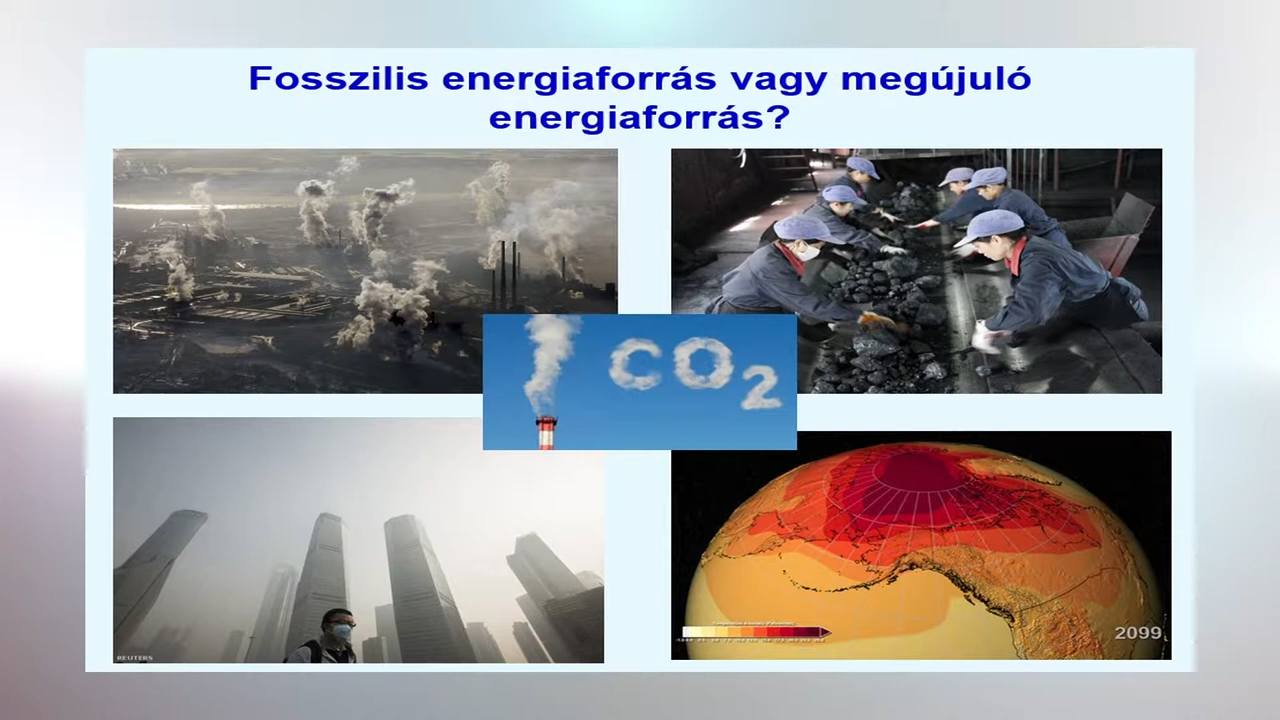 Fosszilis energiaforrás vagy megújuló
energiaforrás?
CO2
REUTERS
2099